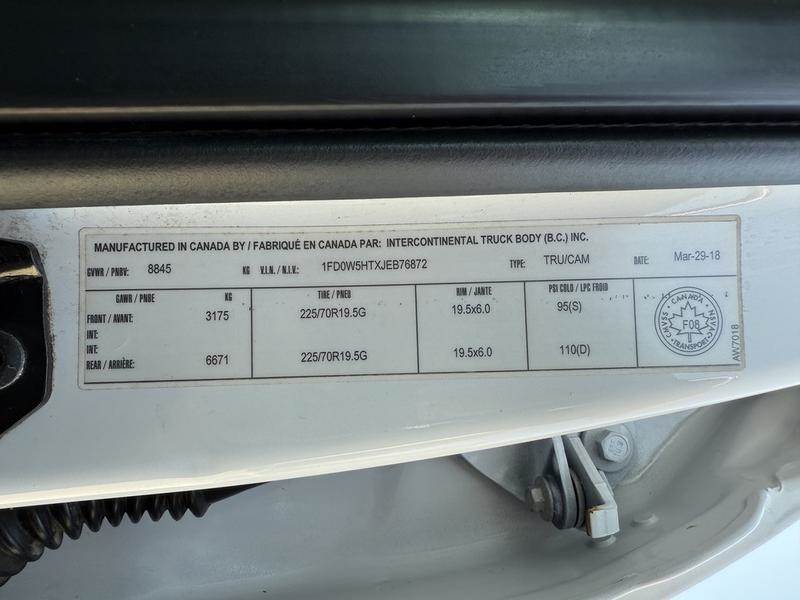 MANUFACTURED IN CANADA BY / FABRIQUÉ EN CANADA PAR: INTERCONTINENTAL TRUCK BODY (B.C.) INC.
GVWR / PNBV: 8845 KG V.I.N. / N.I.V.: 1FD0W5HTXJEB76872 TYPE: TRU/CAM DATE: Mar-29-18
GAWR / PNBE KG TIRE / PNEU RIM / JANTE PSI COLD / LPC FROID
FRONT / AVANT: 3175 225/70R19.5G 19.5x6.0 95(S)
INT:
INT:
REAR / ARRIÈRE: 6671 225/70R19.5G 19.5x6.0 110(D)
CANADA
CMVSS F08 NSVAC
TRANSPORT
AW7018